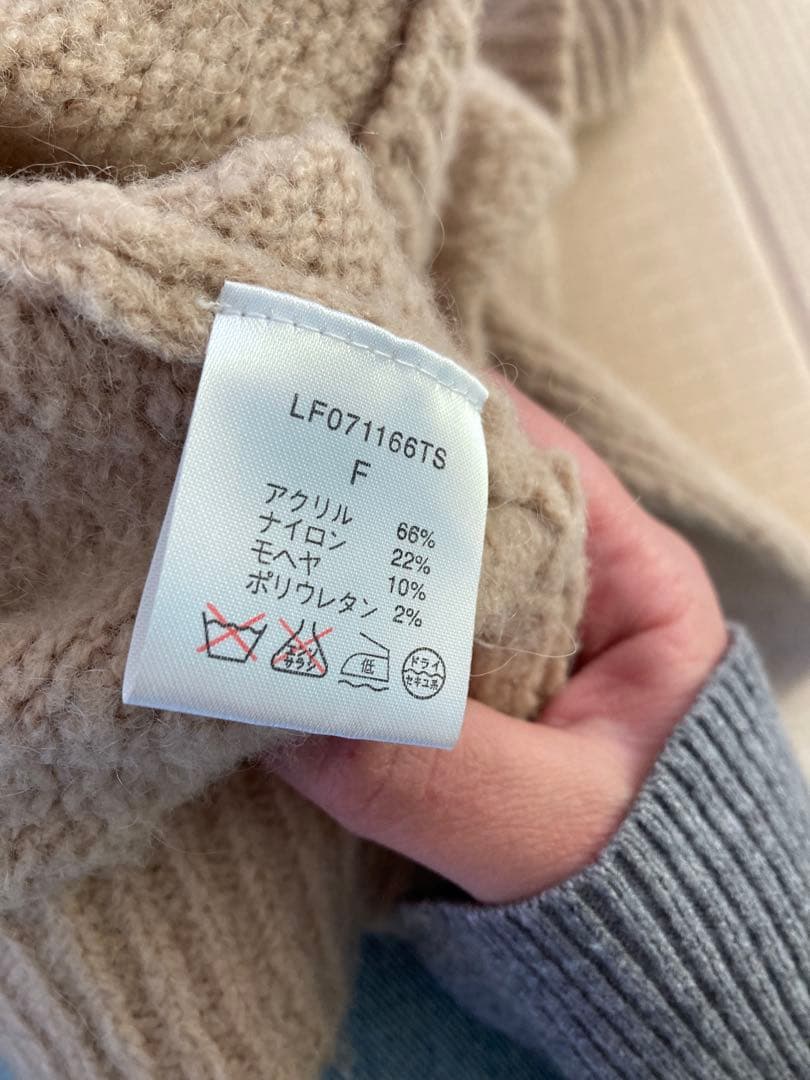 LF071166TS
F
アクリル 66%
ナイロン 22%
モヘヤ 10%
ポリウレタン 2%
エンソ
サラシ
低
ドライ
セキユ系